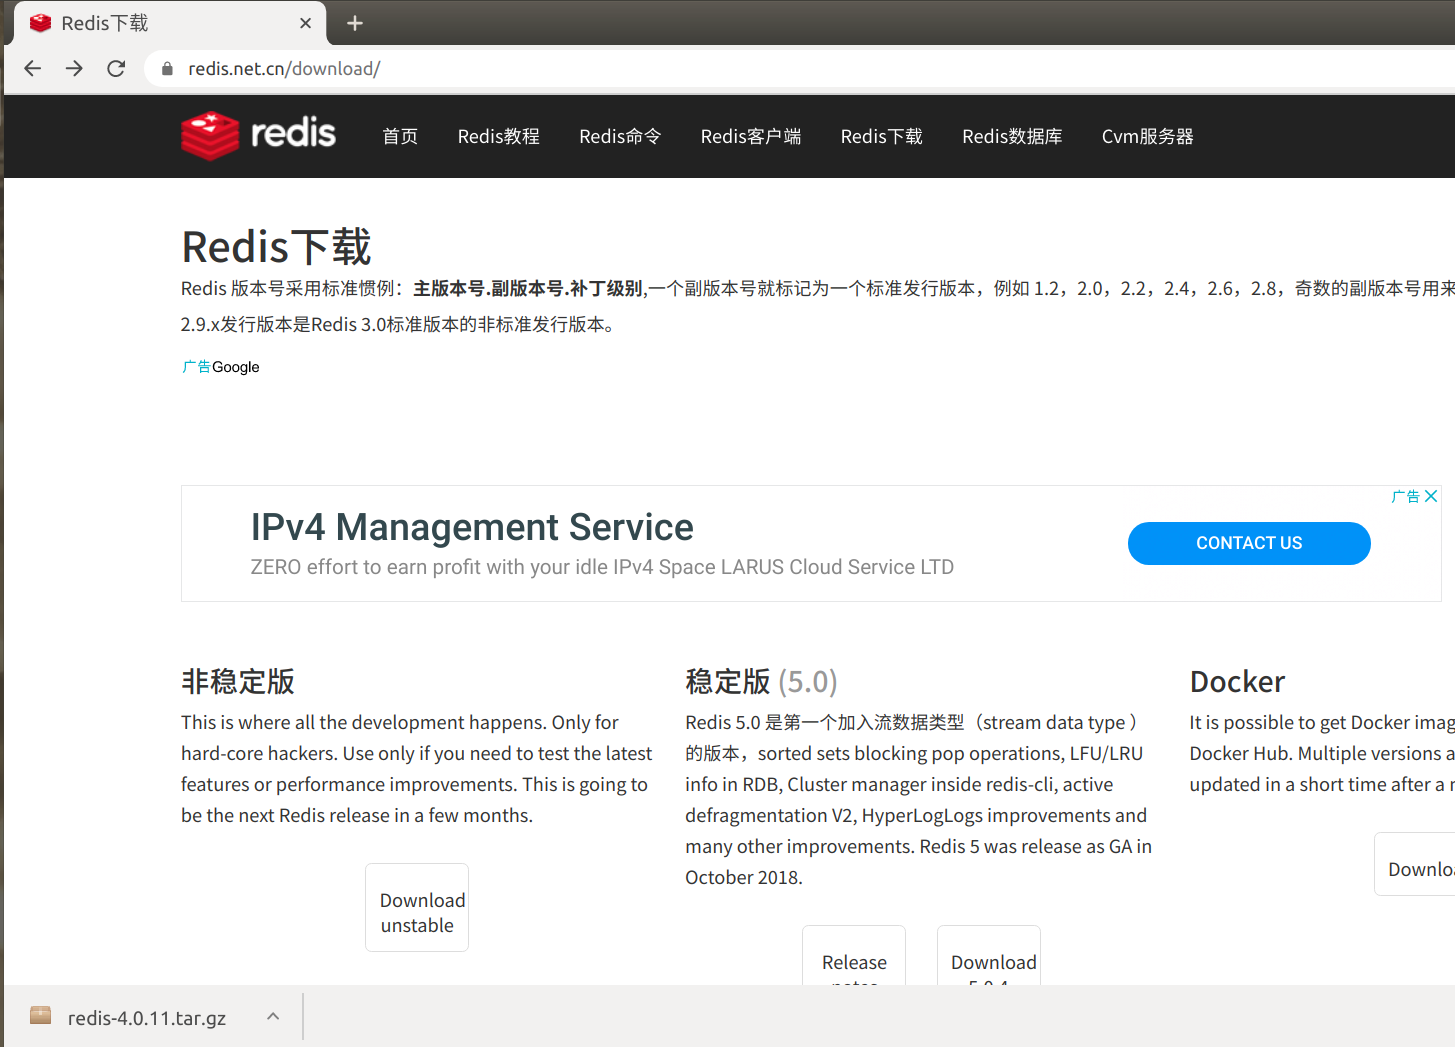 Redis下载
redis.net.cn/download/
redis 首页 Redis教程 Redis命令 Redis客户端 Redis下载 Redis数据库 Cvm服务器
Redis下载
Redis 版本号采用标准惯例：主版本号.副版本号.补丁级别,一个副版本号就标记为一个标准发行版本，例如 1.2，2.0，2.2，2.4，2.6，2.8，奇数的副版本号用来
2.9.x发行版本是Redis 3.0标准版本的非标准发行版本。
广告Google
广告
IPv4 Management Service
ZERO effort to earn profit with your idle IPv4 Space LARUS Cloud Service LTD
CONTACT US
非稳定版
This is where all the development happens. Only for
hard-core hackers. Use only if you need to test the latest
features or performance improvements. This is going to
be the next Redis release in a few months.
Download
unstable
稳定版 (5.0)
Redis 5.0 是第一个加入流数据类型（stream data type ）
的版本，sorted sets blocking pop operations, LFU/LRU
info in RDB, Cluster manager inside redis-cli, active
defragmentation V2, HyperLogLogs improvements and
many other improvements. Redis 5 was release as GA in
October 2018.
Release
notes
Download
5.0.4
Docker
It is possible to get Docker imag
Docker Hub. Multiple versions a
updated in a short time after a
Downlo
redis-4.0.11.tar.gz